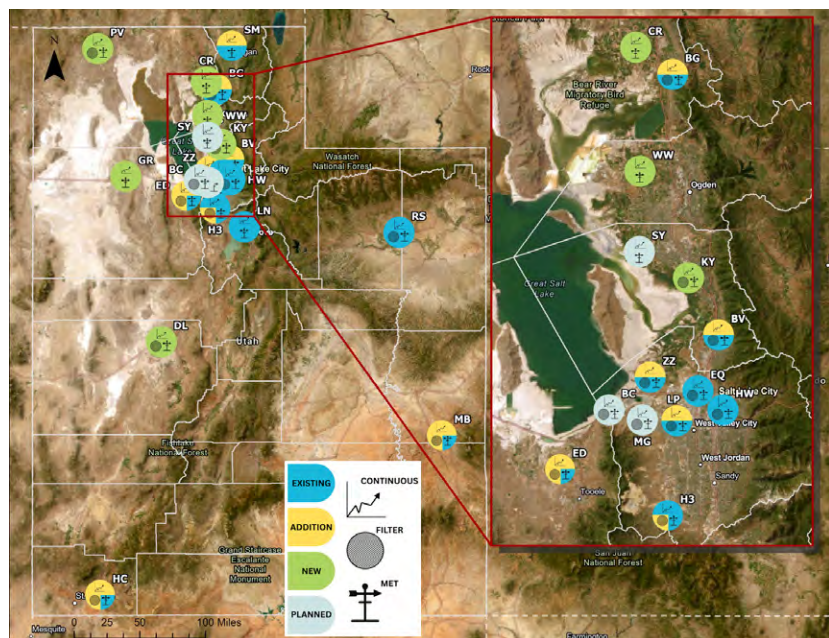 PV
SM
CR
BG
WW
SY
KY
BV
GR
ZZ
BC
HW
ED
H3
LN
RS
DL
Utah
MB
HC
Wasatch
National Forest
Fishlake
National Forest
Grand Staircase
Escalante
National
Monument
San Juan
National Forest
Mesquite
Farmington
0 25 50 100 Miles
N
EXISTING
ADDITION
NEW
PLANNED
CONTINUOUS
FILTER
MET
CR
BG
Bear River
Migratory Bird
Refuge
WW
Ogden
SY
KY
Great Salt
Lake
BV
ZZ
EQ
BC
LP
HW
MG
West Valley City
ED
West Jordan
Sandy
Tooele
H3